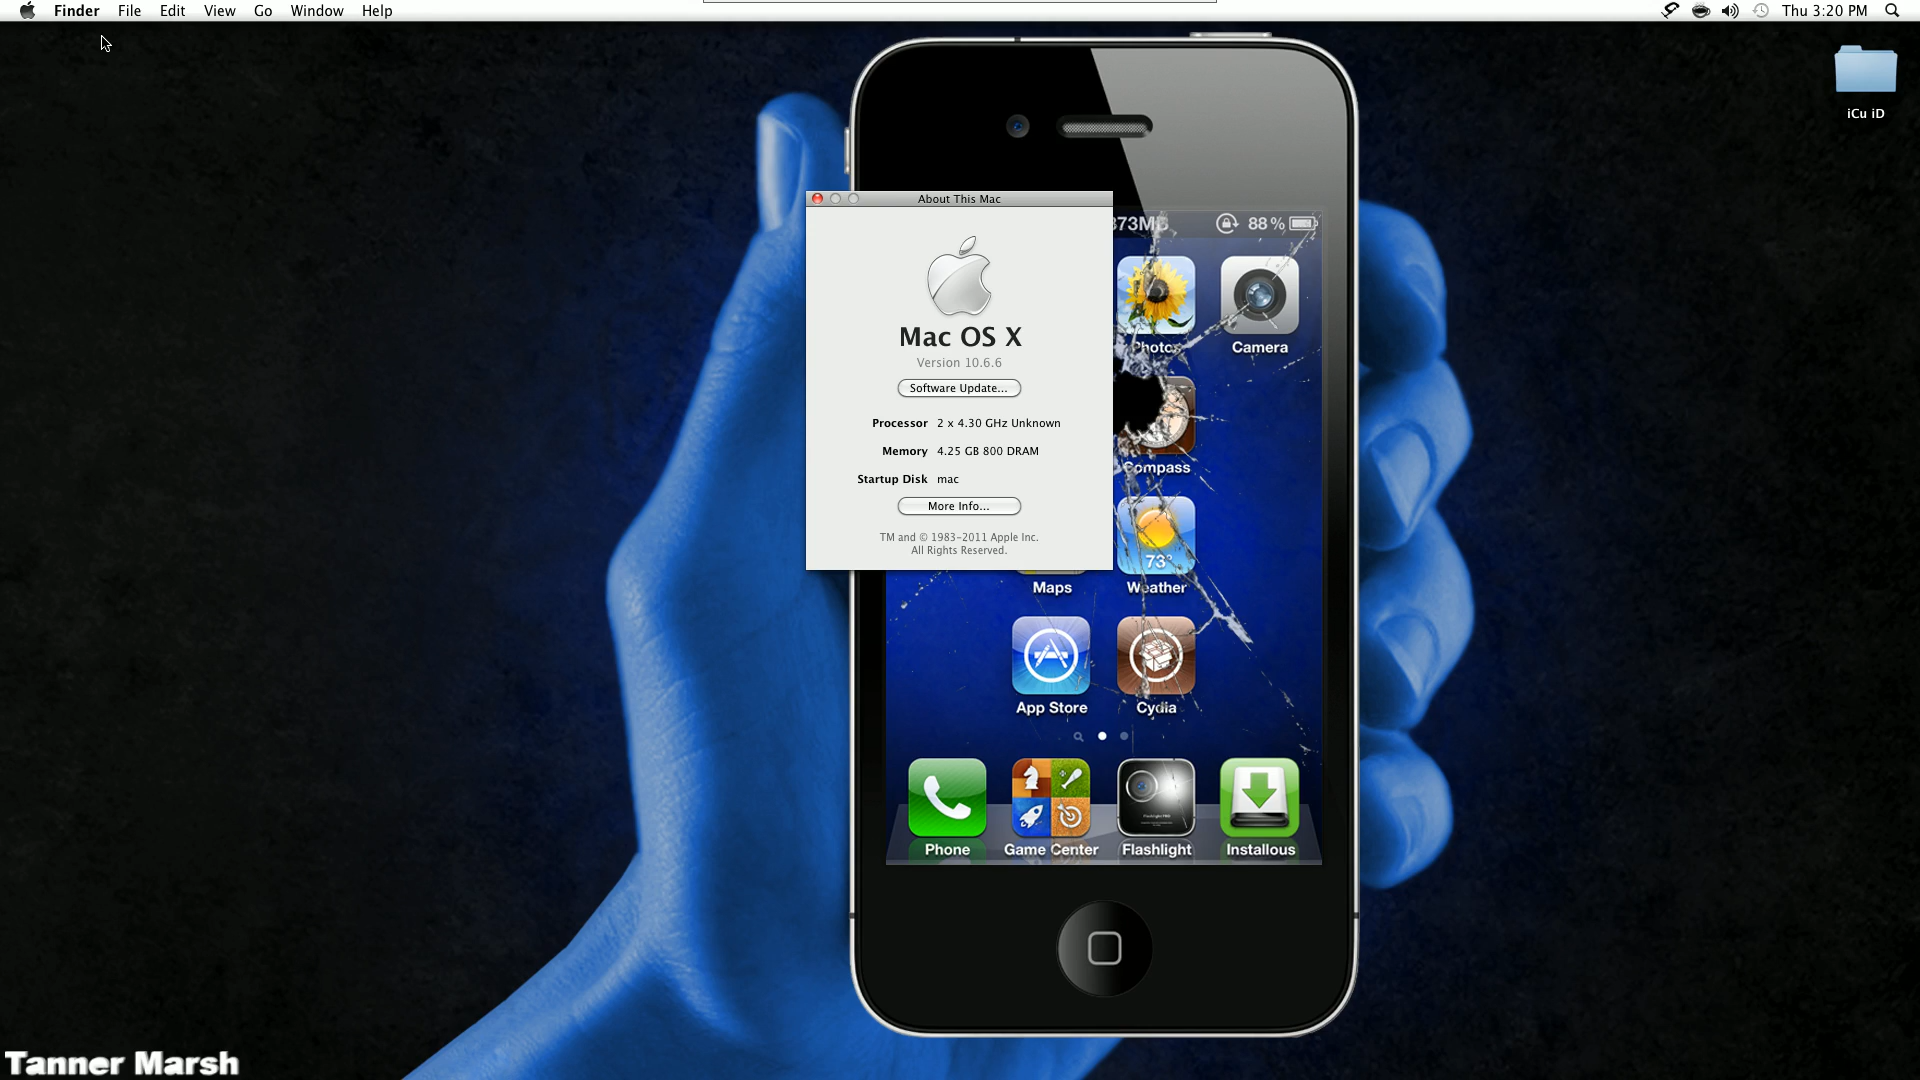 Finder File Edit View Go Window Help Thu 3:20 PM
iCu iD
About This Mac
Mac OS X
Version 10.6.6
Software Update...
Processor 2 x 4.30 GHz Unknown
Memory 4.25 GB 800 DRAM
Startup Disk mac
More Info...
TM and © 1983-2011 Apple Inc.
All Rights Reserved.
373MB 88%
Photos Camera
Compass
73°
Maps Weather
App Store Cydia
Phone Game Center Flashlight Installous
Tanner Marsh